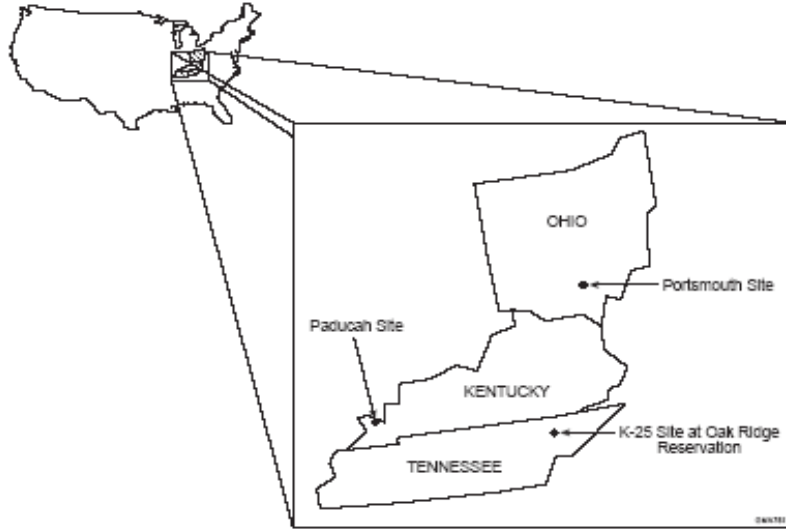 OHIO
Portsmouth Site
Paducah Site
KENTUCKY
K-25 Site at Oak Ridge
Reservation
TENNESSEE